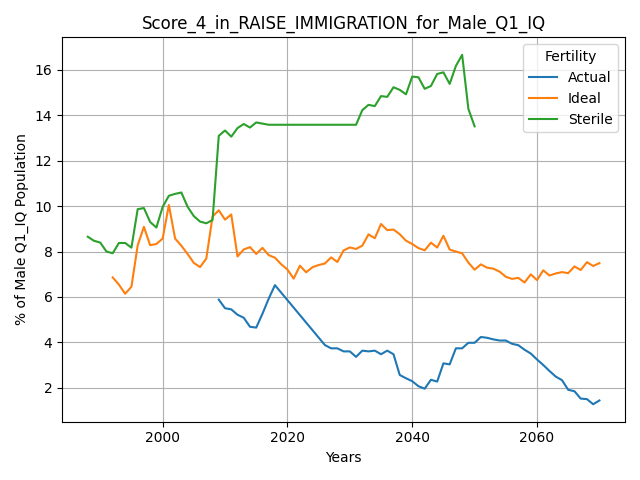 Score_4_in_RAISE_IMMIGRATION_for_Male_Q1_IQ
% of Male Q1_IQ Population
16
14
12
10
8
6
4
2
Fertility
Actual
Ideal
Sterile
2000
2020
2040
2060
Years